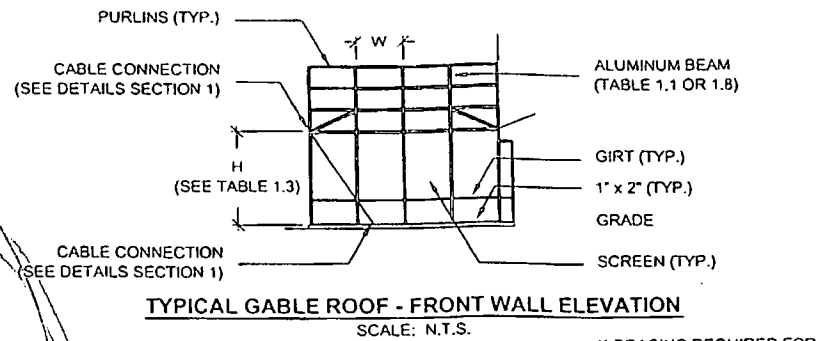 PURLINS (TYP.)
W
CABLE CONNECTION
(SEE DETAILS SECTION 1)
ALUMINUM BEAM
(TABLE 1.1 OR 1.8)
H
(SEE TABLE 1.3)
GIRT (TYP.)
1" x 2" (TYP.)
GRADE
CABLE CONNECTION
(SEE DETAILS SECTION 1)
SCREEN (TYP.)
TYPICAL GABLE ROOF - FRONT WALL ELEVATION
SCALE: N.T.S.
REQUIRED FOR